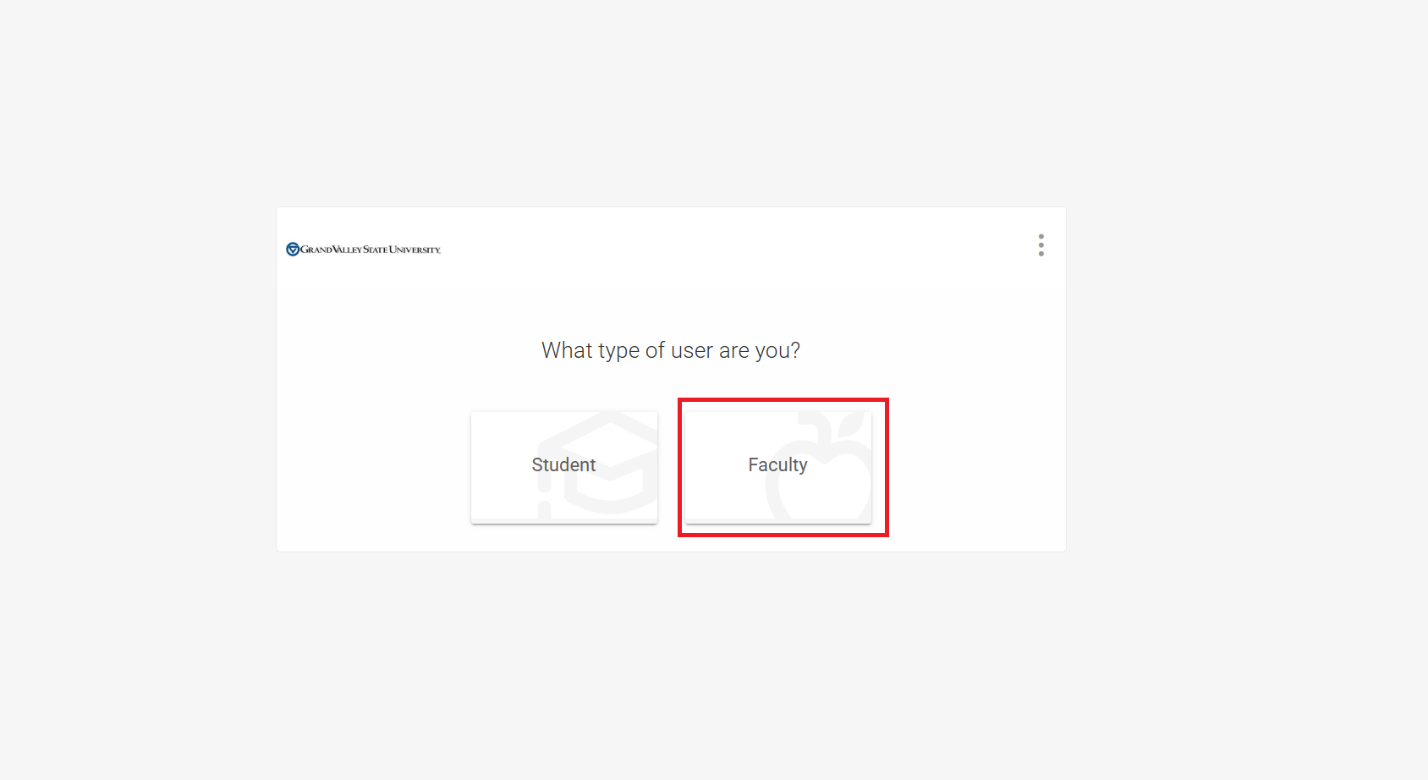 GRAND VALLEY STATE UNIVERSITY
What type of user are you?
Student
Faculty